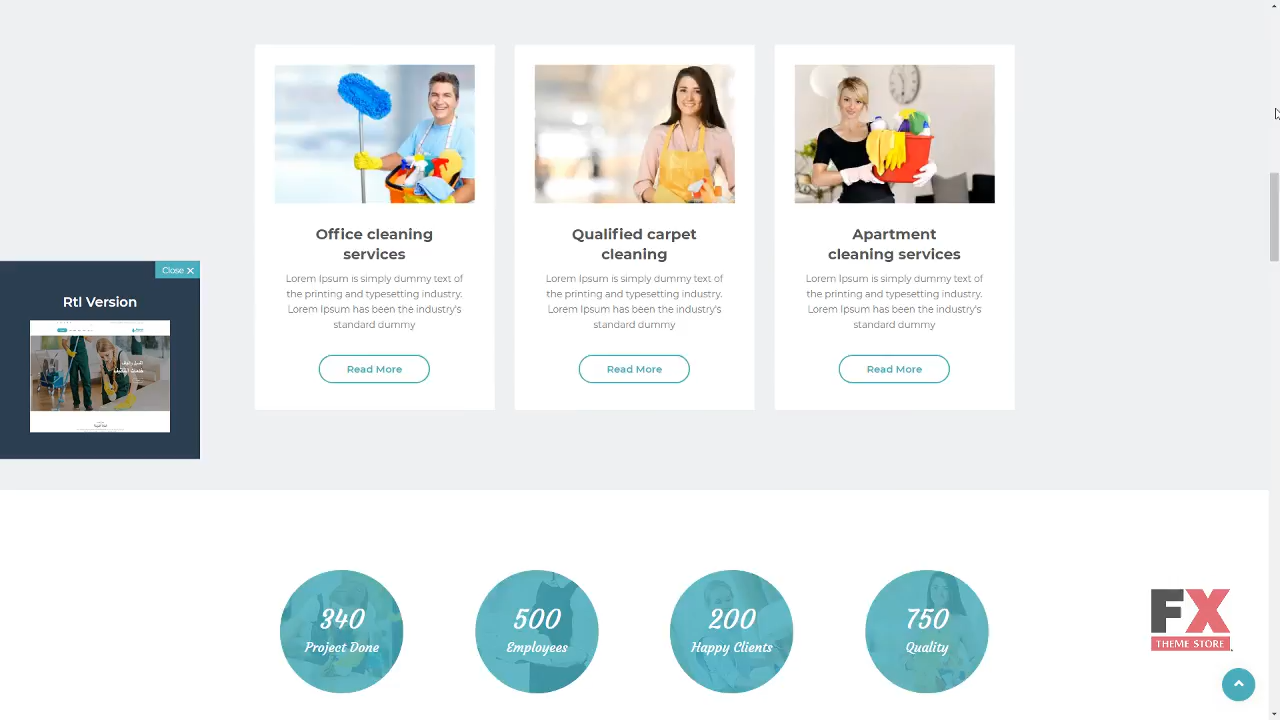 Office cleaning
services
Lorem Ipsum is simply dummy text of
the printing and typesetting industry.
Lorem Ipsum has been the industry's
standard dummy
Read More
Qualified carpet
cleaning
Lorem Ipsum is simply dummy text of
the printing and typesetting industry.
Lorem Ipsum has been the industry's
standard dummy
Read More
Apartment
cleaning services
Lorem Ipsum is simply dummy text of
the printing and typesetting industry.
Lorem Ipsum has been the industry's
standard dummy
Read More
Close ✕
Rtl Version
340
Project Done
500
Employees
200
Happy Clients
750
Quality
FX
THEME STORE